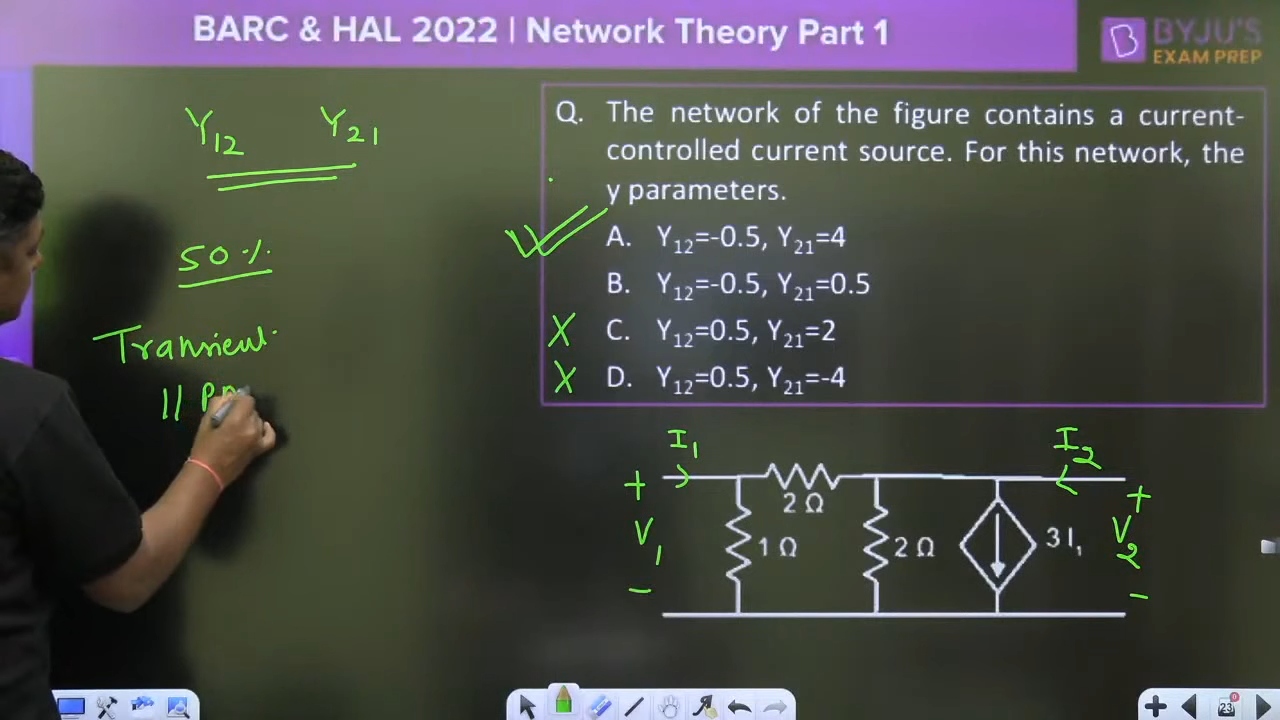 BARC & HAL 2022 | Network Theory Part 1
BYJU'S
EXAM PREP
Y12 Y21
50%
Transient
||
Q. The network of the figure contains a current-
controlled current source. For this network, the
y parameters.
A. Y12=-0.5, Y21=4
B. Y12=-0.5, Y21=0.5
X C. Y12=0.5, Y21=2
X D. Y12=0.5, Y21=-4
I1 I2
+ +
2 Ω
V1 1 Ω 2 Ω 3 I1 V2
- -
23